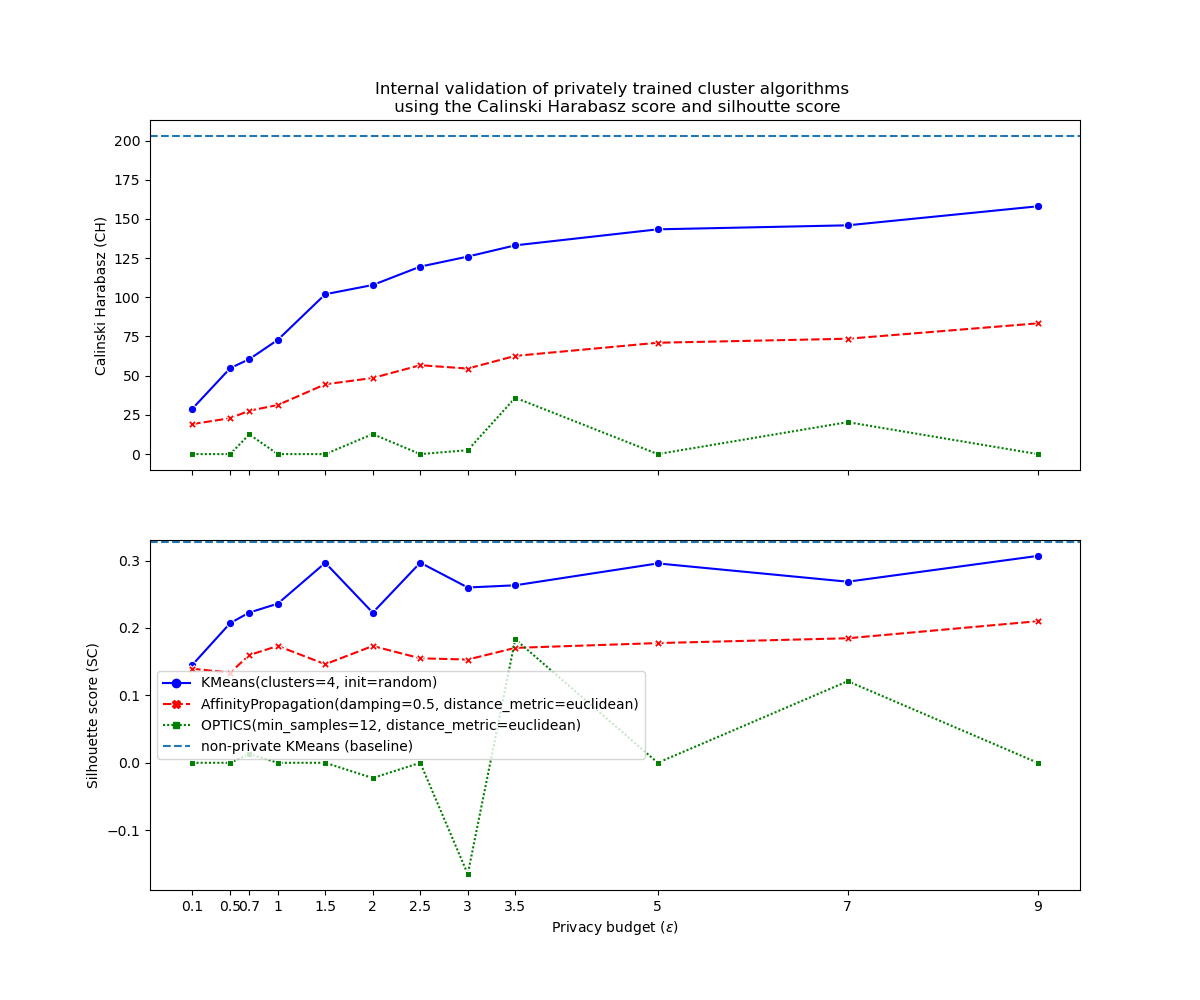 Internal validation of privately trained cluster algorithms
using the Calinski Harabasz score and silhoutte score
Calinski Harabasz (CH)
200
175
150
125
100
75
50
25
0
Silhouette score (SC)
0.3
0.2
0.1
0.0
−0.1
KMeans(clusters=4, init=random)
AffinityPropagation(damping=0.5, distance_metric=euclidean)
OPTICS(min_samples=12, distance_metric=euclidean)
non-private KMeans (baseline)
0.1 0.5 0.7 1 1.5 2 2.5 3 3.5 5 7 9
Privacy budget (ε)